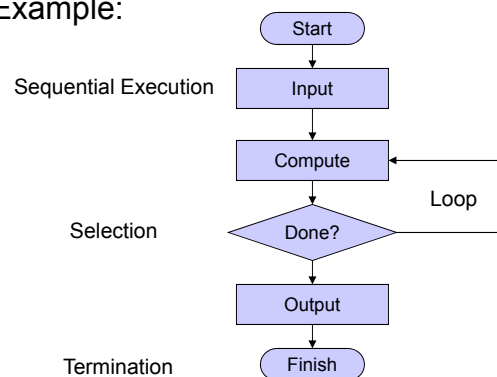 Example:
Start
Sequential Execution
Input
Compute
Loop
Selection
Done?
Output
Termination
Finish